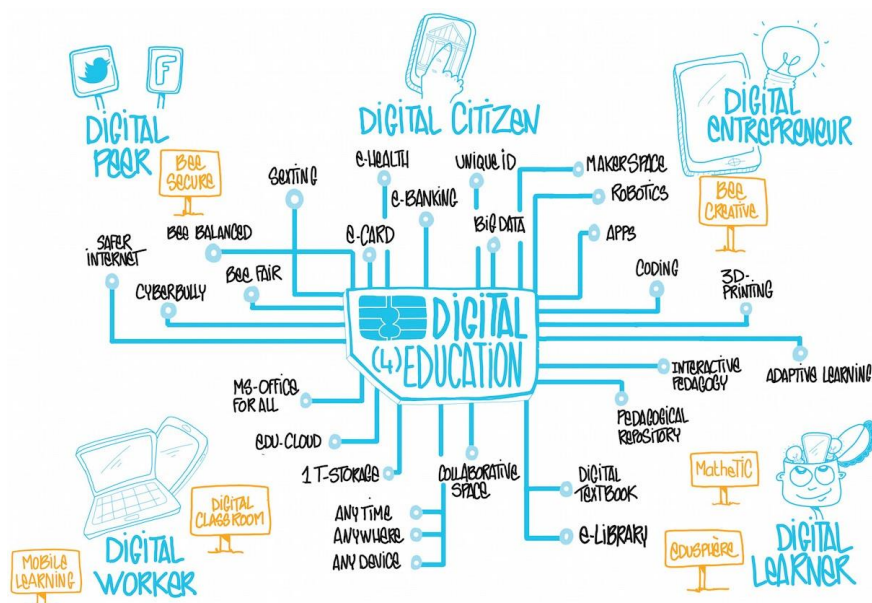 DIGITAL
PEER
BEE
SECURE
DIGITAL CITIZEN
DIGITAL
ENTREPRENEUR
BEE
CREATIVE
SEXTING
BEE BALANCED
SAFER
INTERNET
CYBERBULLY
BEE FAIR
e-HEALTH
e-CARD
e-BANKING
UNIQUE ID
BIG DATA
MAKERSPACE
ROBOTICS
APPS
CODING
3D-
PRINTING
DIGITAL
(4) EDUCATION
ADAPTIVE LEARNING
INTERACTIVE
PEDAGOGY
PEDAGOGICAL
REPOSITORY
MS-OFFICE
FOR ALL
EDU-CLOUD
1 T-STORAGE
ANYTIME
ANYWHERE
ANY DEVICE
COLLABORATIVE
SPACE
DIGITAL
TEXTBOOK
e-LIBRARY
DIGITAL
CLASSROOM
MOBILE
LEARNING
DIGITAL
WORKER
MatheTIC
eduSphère
DIGITAL
LEARNER